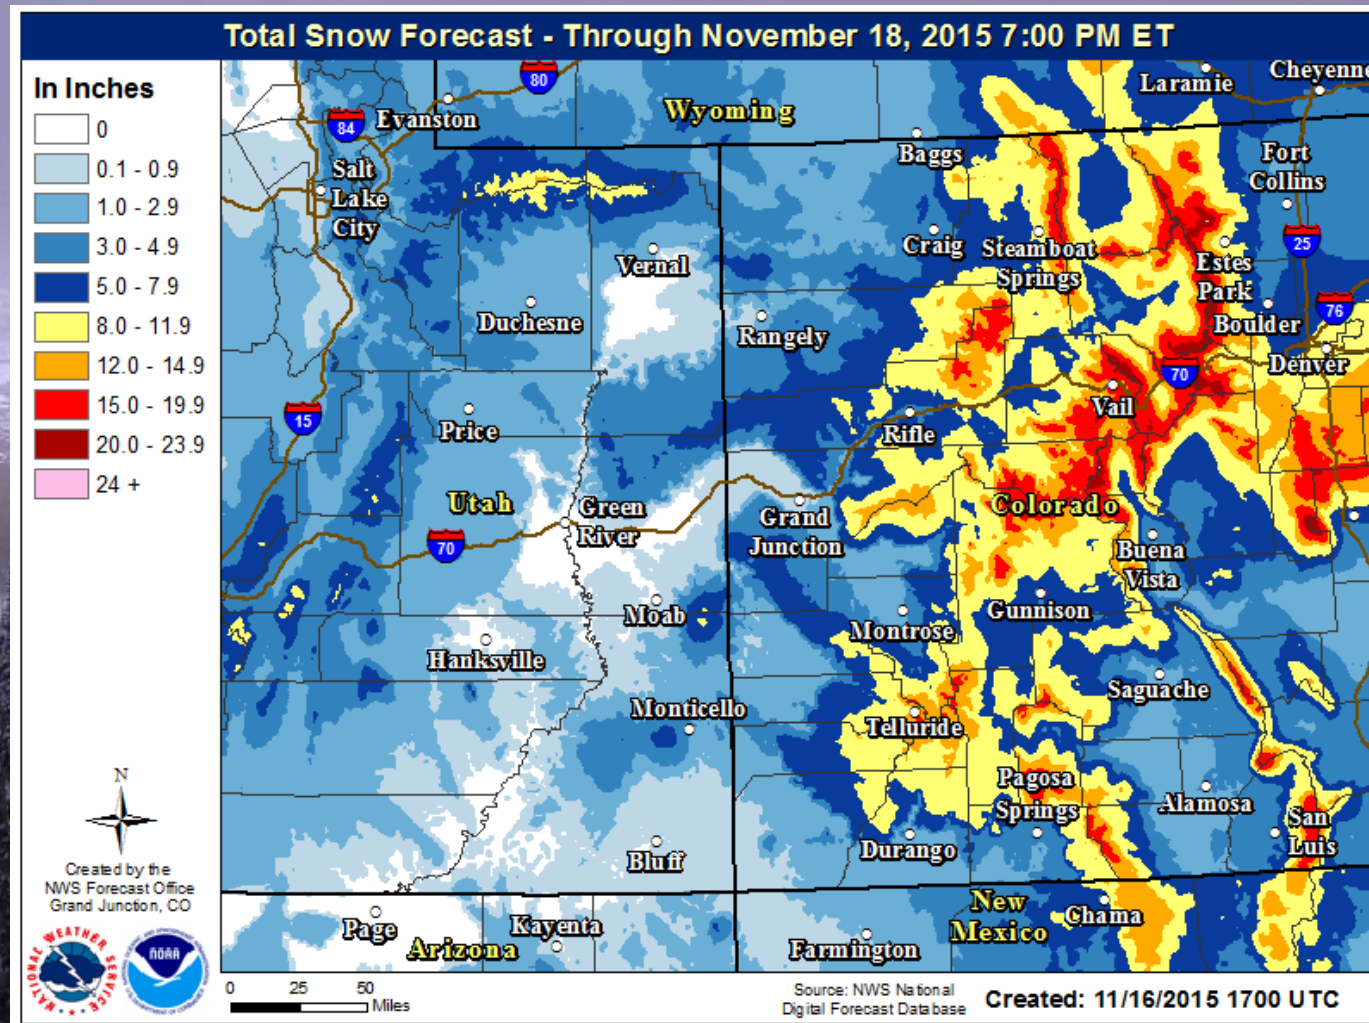 Total Snow Forecast - Through November 18, 2015 7:00 PM ET
In Inches
0
0.1 - 0.9
1.0 - 2.9
3.0 - 4.9
5.0 - 7.9
8.0 - 11.9
12.0 - 14.9
15.0 - 19.9
20.0 - 23.9
24 +
80
Laramie
Cheyenne
Wyoming
Evanston
84
Baggs
Fort
Collins
Salt
Lake
City
Craig
Steamboat
Springs
25
Vernal
Estes
Park
Duchesne
Rangely
Boulder
76
Denver
70
15
Price
Rifle
Vail
Utah
Green
River
Grand
Junction
Colorado
70
Buena
Vista
Moab
Gunnison
Montrose
Hanksville
Saguache
Monticello
Telluride
Pagosa
Springs
Alamosa
San
Luis
Bluff
Durango
N
Created by the
NWS Forecast Office
Grand Junction, CO
Page
Kayenta
Arizona
New
Mexico
Chama
Farmington
NATIONAL WEATHER SERVICE
NOAA
0 25 50
Miles
Source: NWS National
Digital Forecast Database
Created: 11/16/2015 1700 UTC